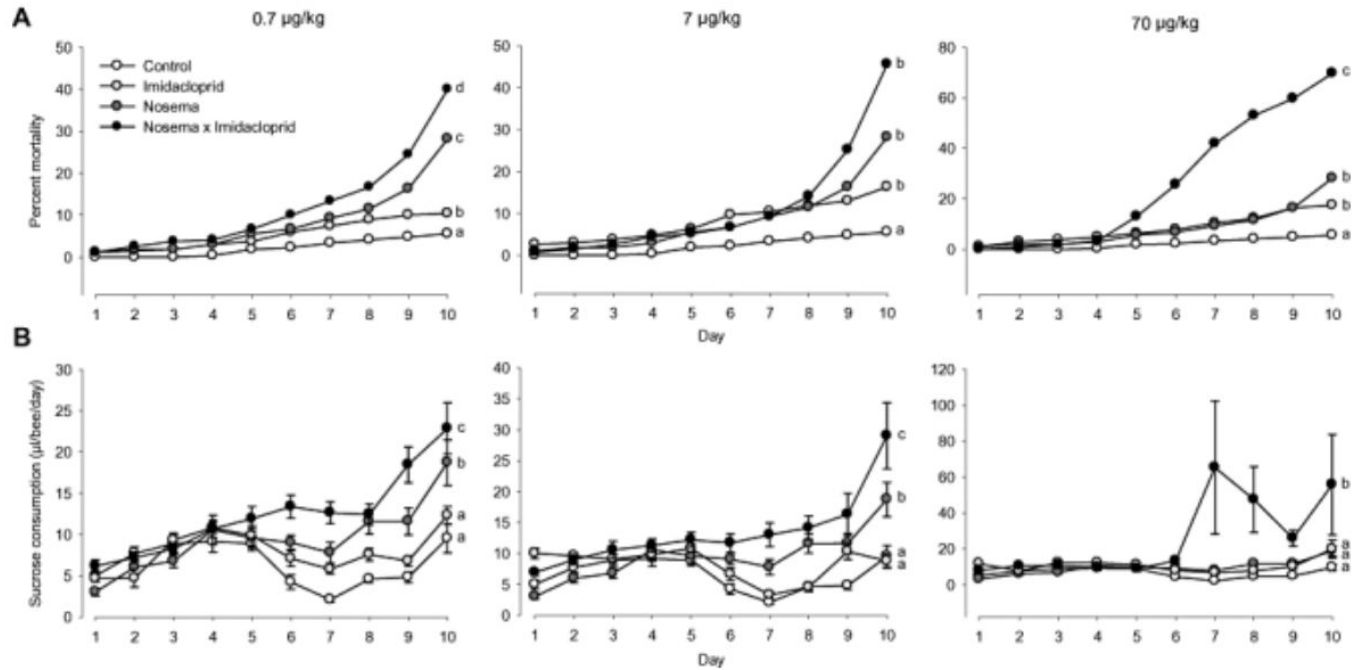 A
0.7 µg/kg
7 µg/kg
70 µg/kg
Percent mortality
50
40
30
20
10
0
Control
Imidacloprid
Nosema
Nosema x Imidacloprid
d
c
b
a
1 2 3 4 5 6 7 8 9 10
50
40
30
20
10
0
b
b
b
a
1 2 3 4 5 6 7 8 9 10
Day
80
60
40
20
0
c
b
b
a
1 2 3 4 5 6 7 8 9 10
B
Sucrose consumption (µl/bee/day)
30
25
20
15
10
5
0
c
b
a
a
1 2 3 4 5 6 7 8 9 10
40
35
30
25
20
15
10
5
0
c
b
a
a
1 2 3 4 5 6 7 8 9 10
Day
120
100
80
60
40
20
0
b
a
a
a
1 2 3 4 5 6 7 8 9 10